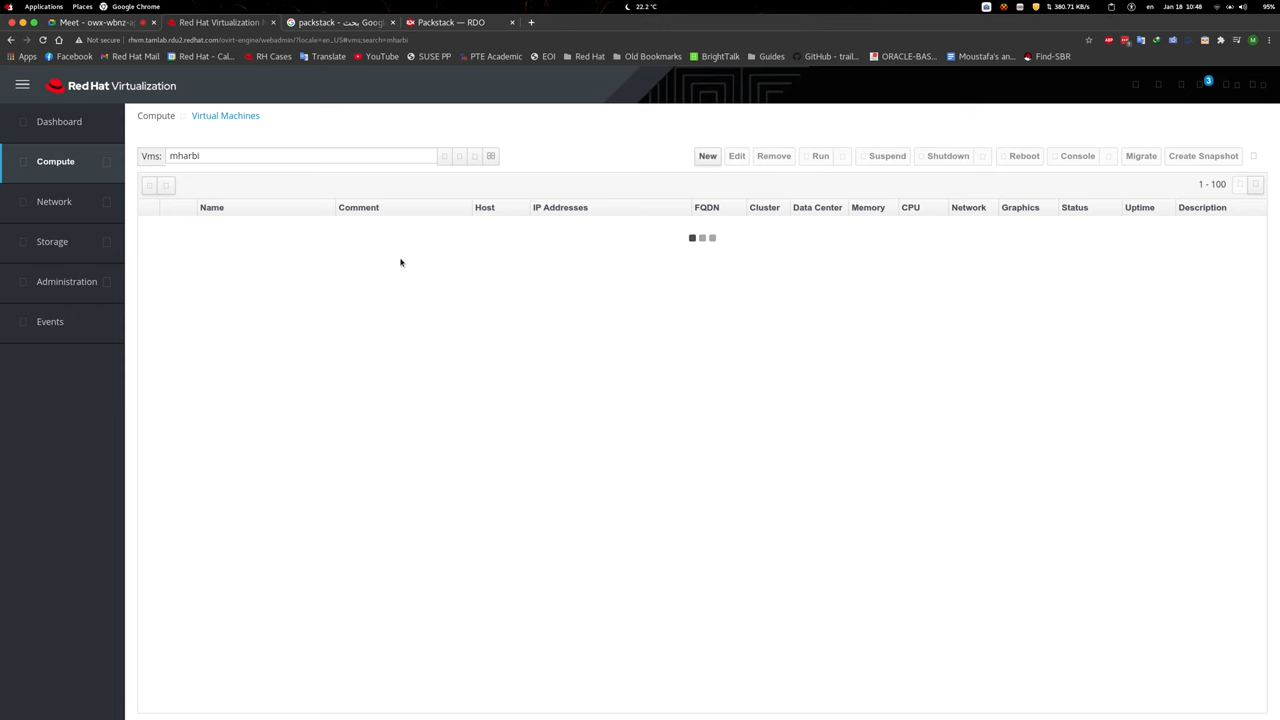 Applications Places Google Chrome 22.2 °C 380.71 KB/s en Jan 18 10:48 95%
Meet - owx-wbnz-a Red Hat Virtualization packstack - بحث Goog Packstack — RDO
Not secure rhvm.tamlab.rdu2.redhat.com/ovirt-engine/webadmin/?locale=en_US#vms;search=mharbi
Apps Facebook Red Hat Mail Red Hat - Cal... RH Cases Translate YouTube SUSE PP PTE Academic EOI Red Hat Old Bookmarks BrightTalk Guides GitHub - trail... ORACLE-BAS... Moustafa's an... Find-SBR
Red Hat Virtualization 3
Dashboard
Compute
Network
Storage
Administration
Events
Compute Virtual Machines
Vms: mharbi New Edit Remove Run Suspend Shutdown Reboot Console Migrate Create Snapshot
1 - 100
Name Comment Host IP Addresses FQDN Cluster Data Center Memory CPU Network Graphics Status Uptime Description